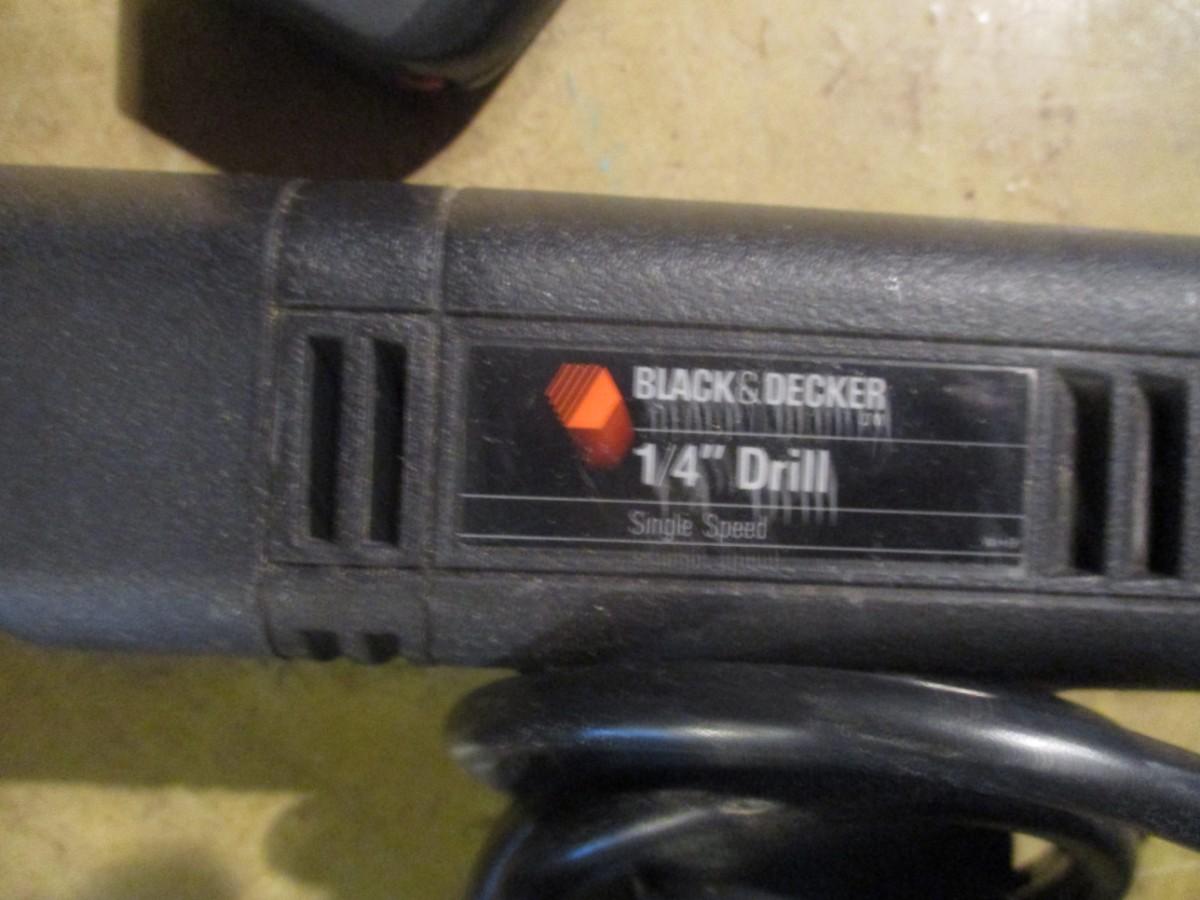 BLACK & DECKER
1/4" Drill
Single Speed